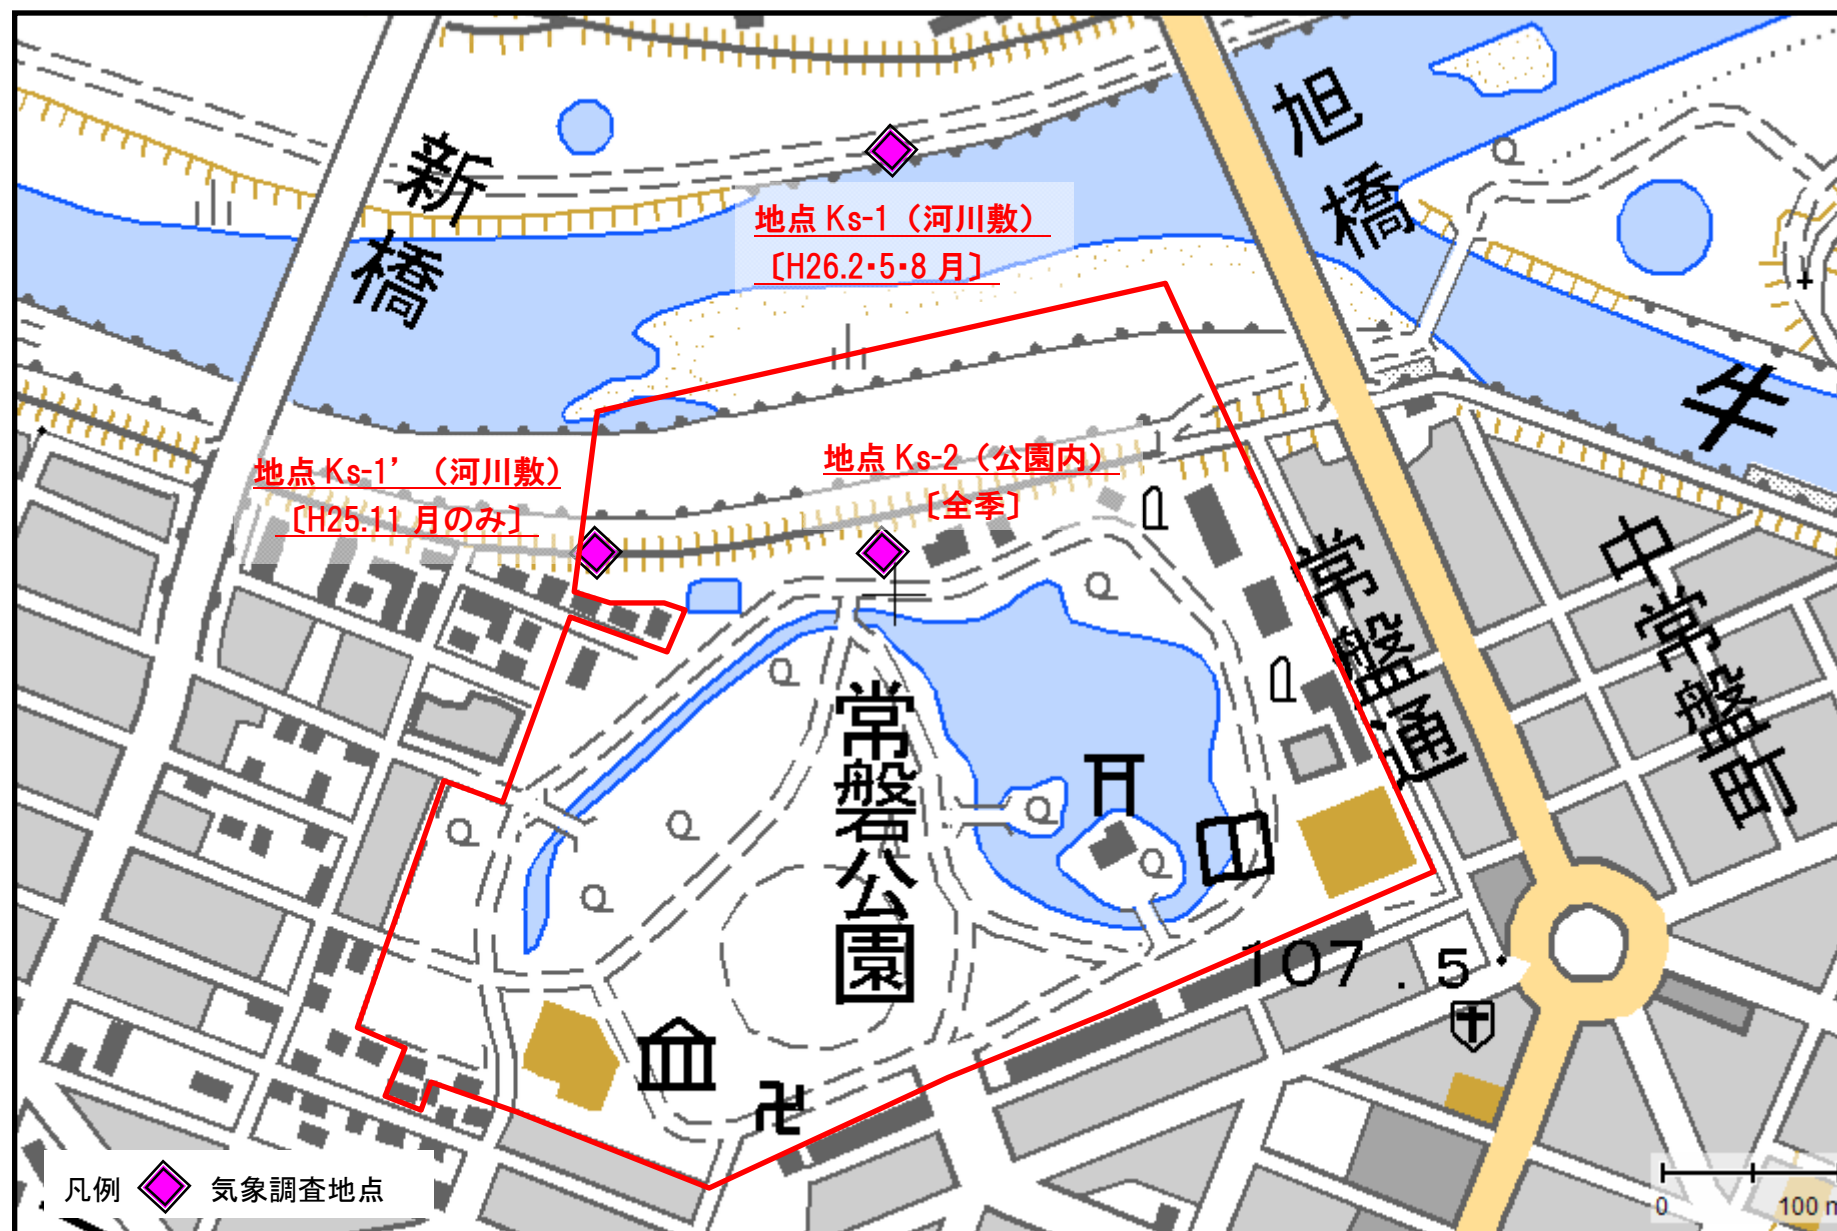 新橋
旭橋
地点 Ks-1（河川敷）
〔H26.2・5・8 月〕
牛
地点 Ks-1’（河川敷）
〔H25.11 月のみ〕
地点 Ks-2（公園内）
〔全季〕
常盤通
中常盤町
常磐公園
107.5
凡例 気象調査地点
0 100 m